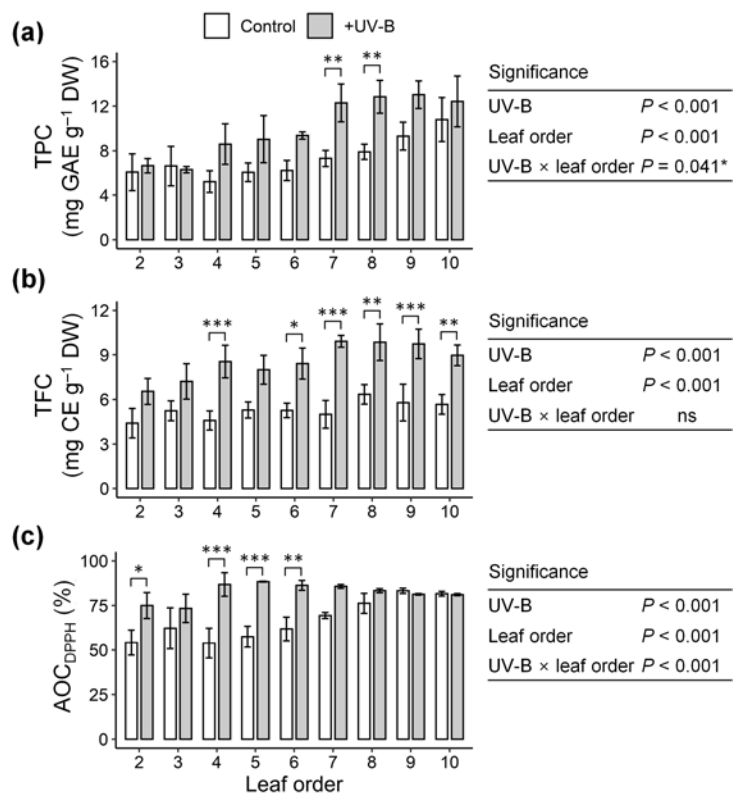 Control +UV-B
(a)
TPC
(mg GAE g⁻¹ DW)
16
12
8
4
0
** **
2 3 4 5 6 7 8 9 10
Significance
UV-B P < 0.001
Leaf order P < 0.001
UV-B × leaf order P = 0.041*
(b)
TFC
(mg CE g⁻¹ DW)
12
9
6
3
0
*** * *** ** *** **
2 3 4 5 6 7 8 9 10
Significance
UV-B P < 0.001
Leaf order P < 0.001
UV-B × leaf order ns
(c)
AOC_DPPH (%)
100
75
50
25
0
* *** *** **
2 3 4 5 6 7 8 9 10
Leaf order
Significance
UV-B P < 0.001
Leaf order P < 0.001
UV-B × leaf order P < 0.001